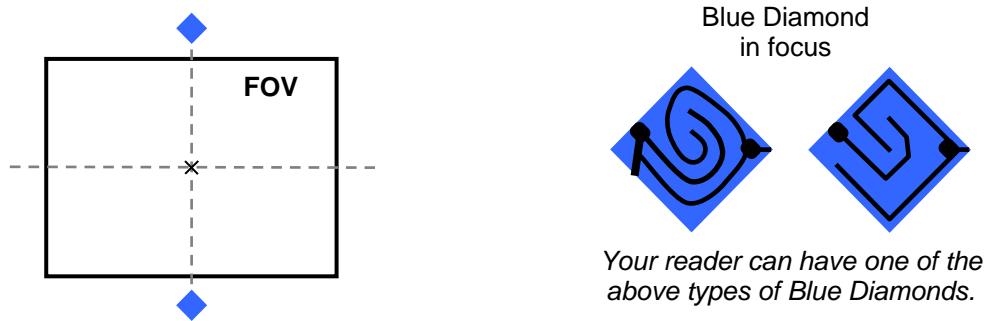 FOV
Blue Diamond
in focus
Your reader can have one of the
above types of Blue Diamonds.